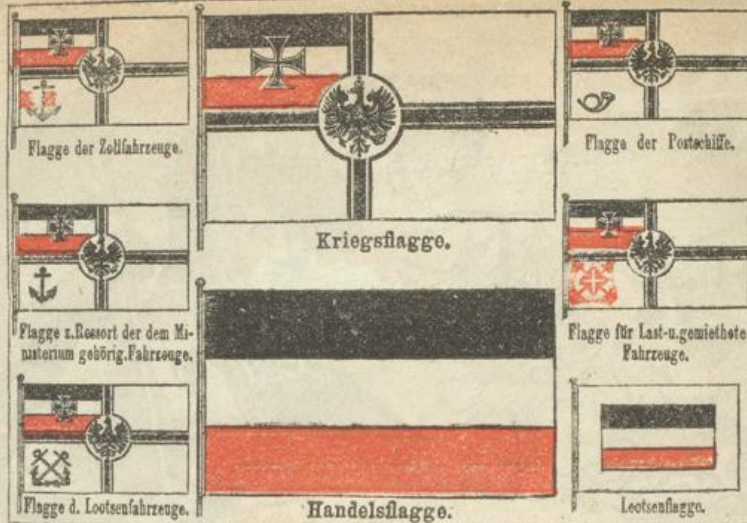 Flagge der Zollfahrzeuge.
Kriegsflagge.
Flagge der Postschiffe.
Flagge z. Ressort der dem Mi-
nisterium gehörig. Fahrzeuge.
Flagge für Last-u. gemiethete
Fahrzeuge.
Flagge d. Lootsenfahrzeuge.
Handelsflagge.
Lootsenflagge.